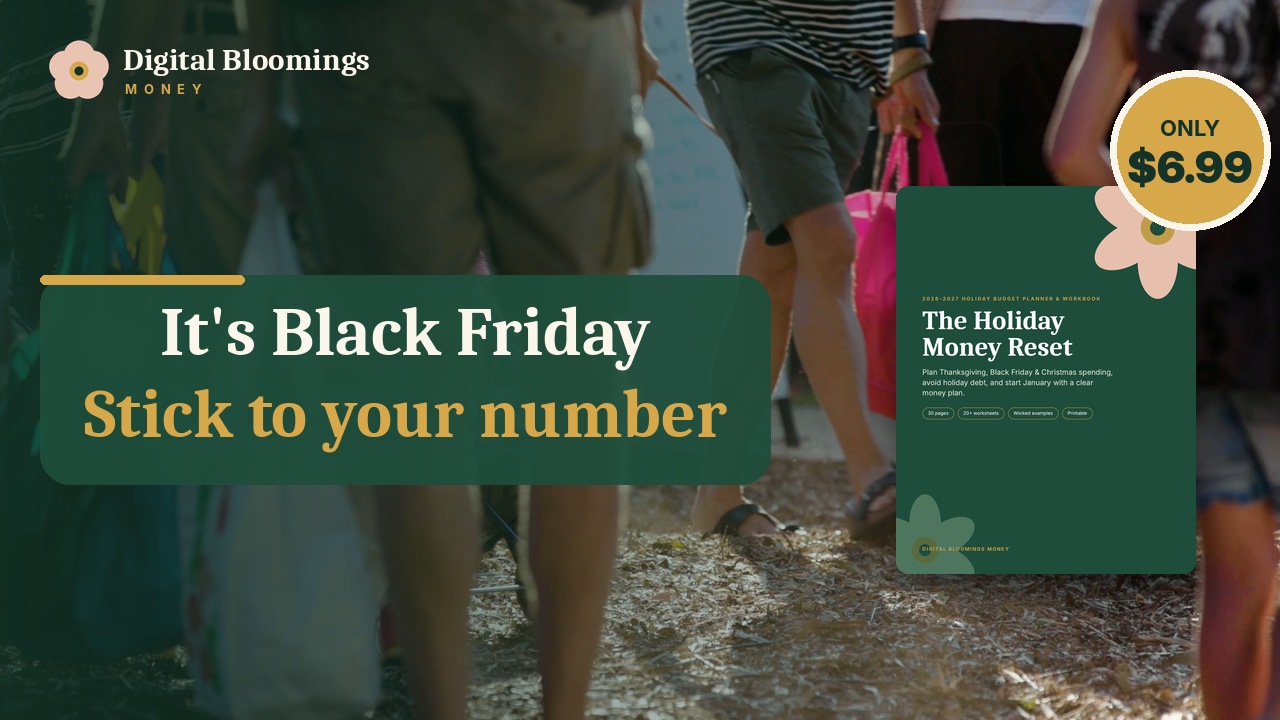 Digital Bloomings
MONEY
ONLY
$6.99
It's Black Friday
Stick to your number
2026-2027 HOLIDAY BUDGET PLANNER & WORKBOOK
The Holiday
Money Reset
Plan Thanksgiving, Black Friday & Christmas spending,
avoid holiday debt, and start January with a clear
money plan.
30 pages 20+ worksheets Worked examples Printable
DIGITAL BLOOMINGS MONEY